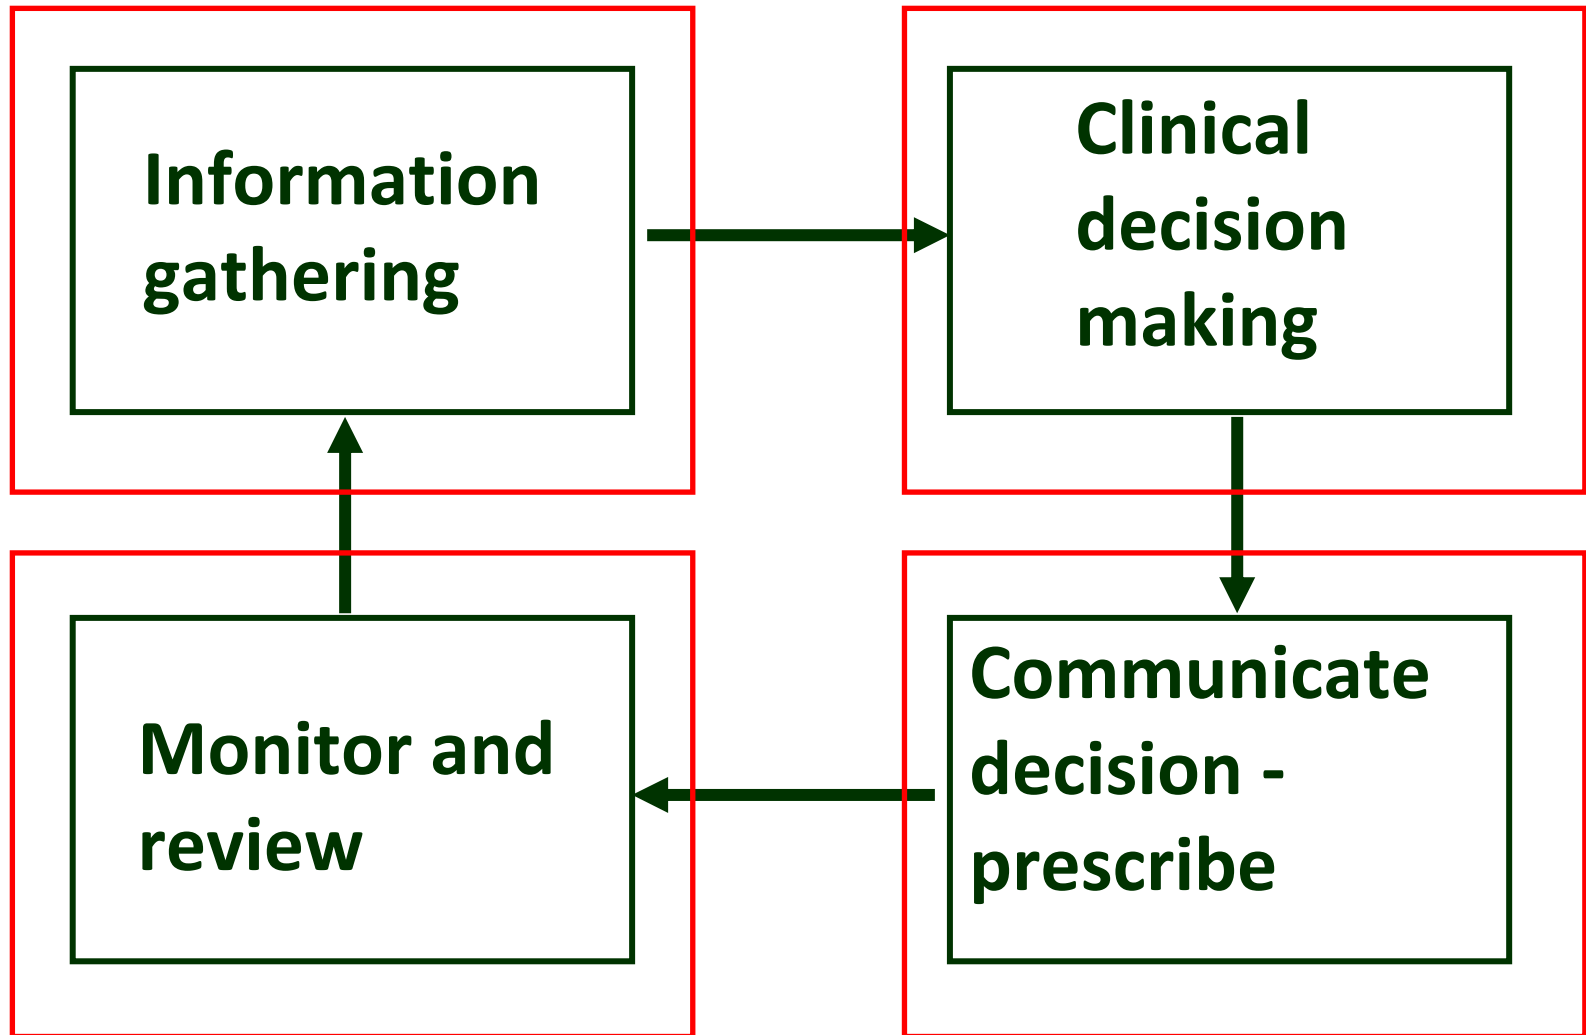 Information
gathering
Clinical
decision
making
Monitor and
review
Communicate
decision -
prescribe